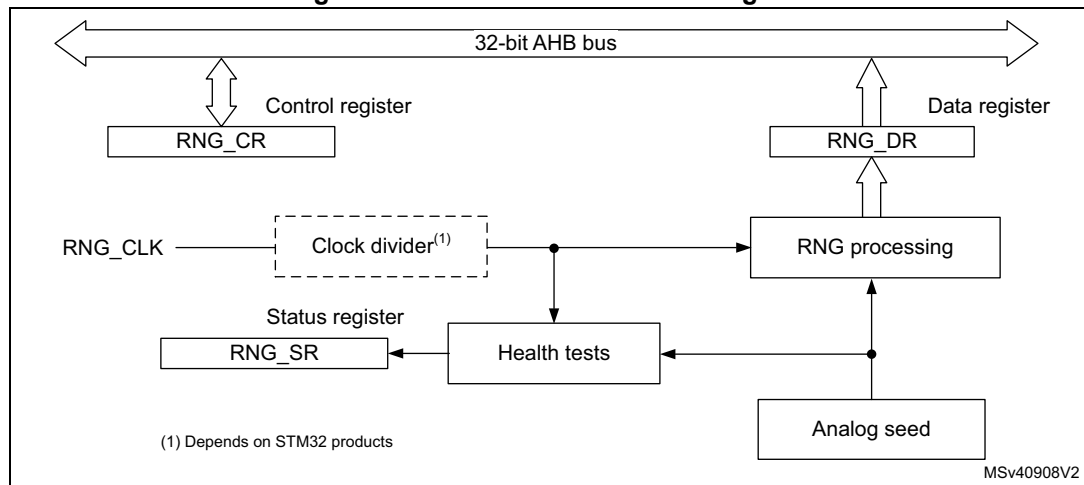 32-bit AHB bus
Control register
Data register
RNG_CR
RNG_DR
RNG_CLK
Clock divider(1)
RNG processing
Status register
RNG_SR
Health tests
Analog seed
(1) Depends on STM32 products
MSv40908V2